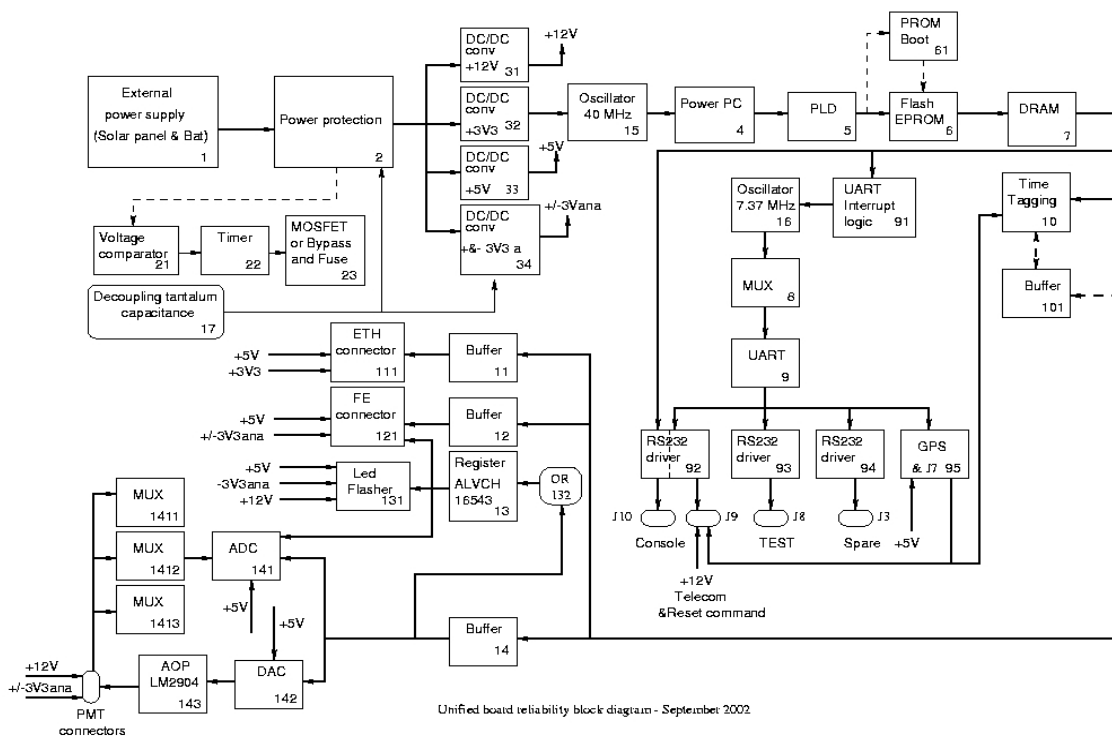 External
power supply
(Solar panel & Bat)
1
Power protection
2
DC/DC
conv
+12V
31
+12V
DC/DC
conv
+3V3
32
DC/DC
conv
+5V
33
+5V
DC/DC
conv
+&- 3V3 a
34
+/-3Vana
Oscillator
40 MHz
15
Power PC
4
PLD
5
PROM
Boot
61
Flash
EPROM
6
DRAM
7
Voltage
comparator
21
Timer
22
MOSFET
or Bypass
and Fuse
23
Decoupling tantalum
capacitance
17
Oscillator
7.37 MHz
16
UART
Interrupt
logic
91
Time
Tagging
10
Buffer
101
MUX
8
UART
9
ETH
connector
111
+5V
+3V3
Buffer
11
FE
connector
121
+5V
+/-3V3ana
Buffer
12
+5V
-3V3ana
+12V
Led
Flasher
131
Register
ALVCH
16543
13
OR
132
RS232
driver
92
RS232
driver
93
RS232
driver
94
GPS
& J7
95
J10
J9
J8
J3
Console
TEST
Spare
+5V
+12V
Telecom
&Reset command
MUX
1411
MUX
1412
MUX
1413
ADC
141
+5V
+5V
Buffer
14
DAC
142
AOP
LM2904
143
+12V
+/-3V3ana
PMT
connectors
Unified board reliability block diagram - September 2002